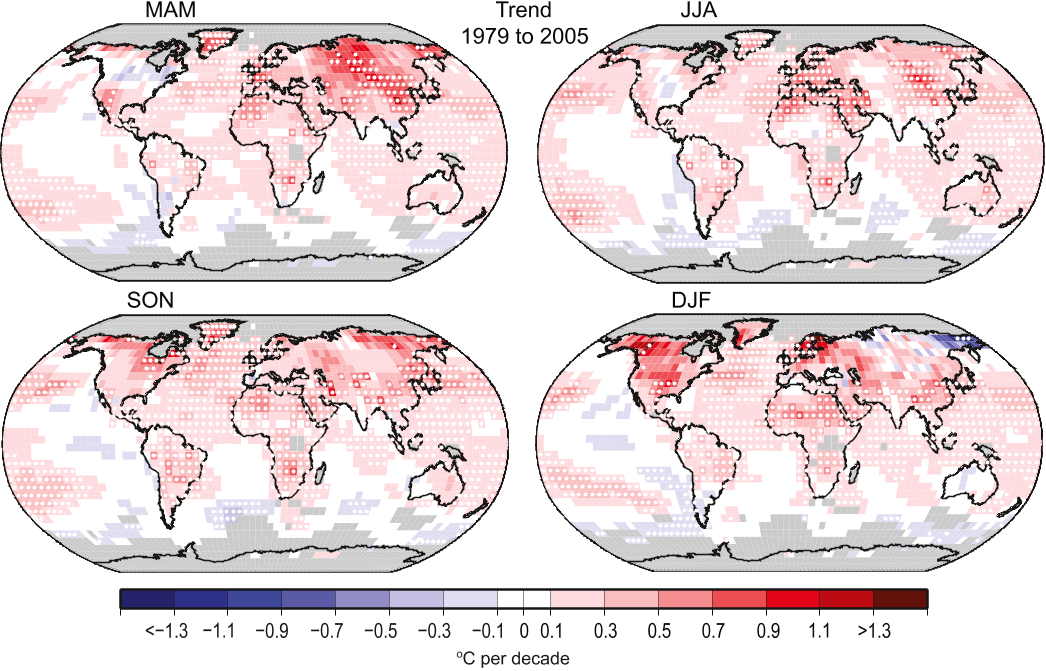 MAM
Trend
JJA
1979 to 2005
SON
DJF
<−1.3 −1.1 −0.9 −0.7 −0.5 −0.3 −0.1 0 0.1 0.3 0.5 0.7 0.9 1.1 >1.3
ºC per decade